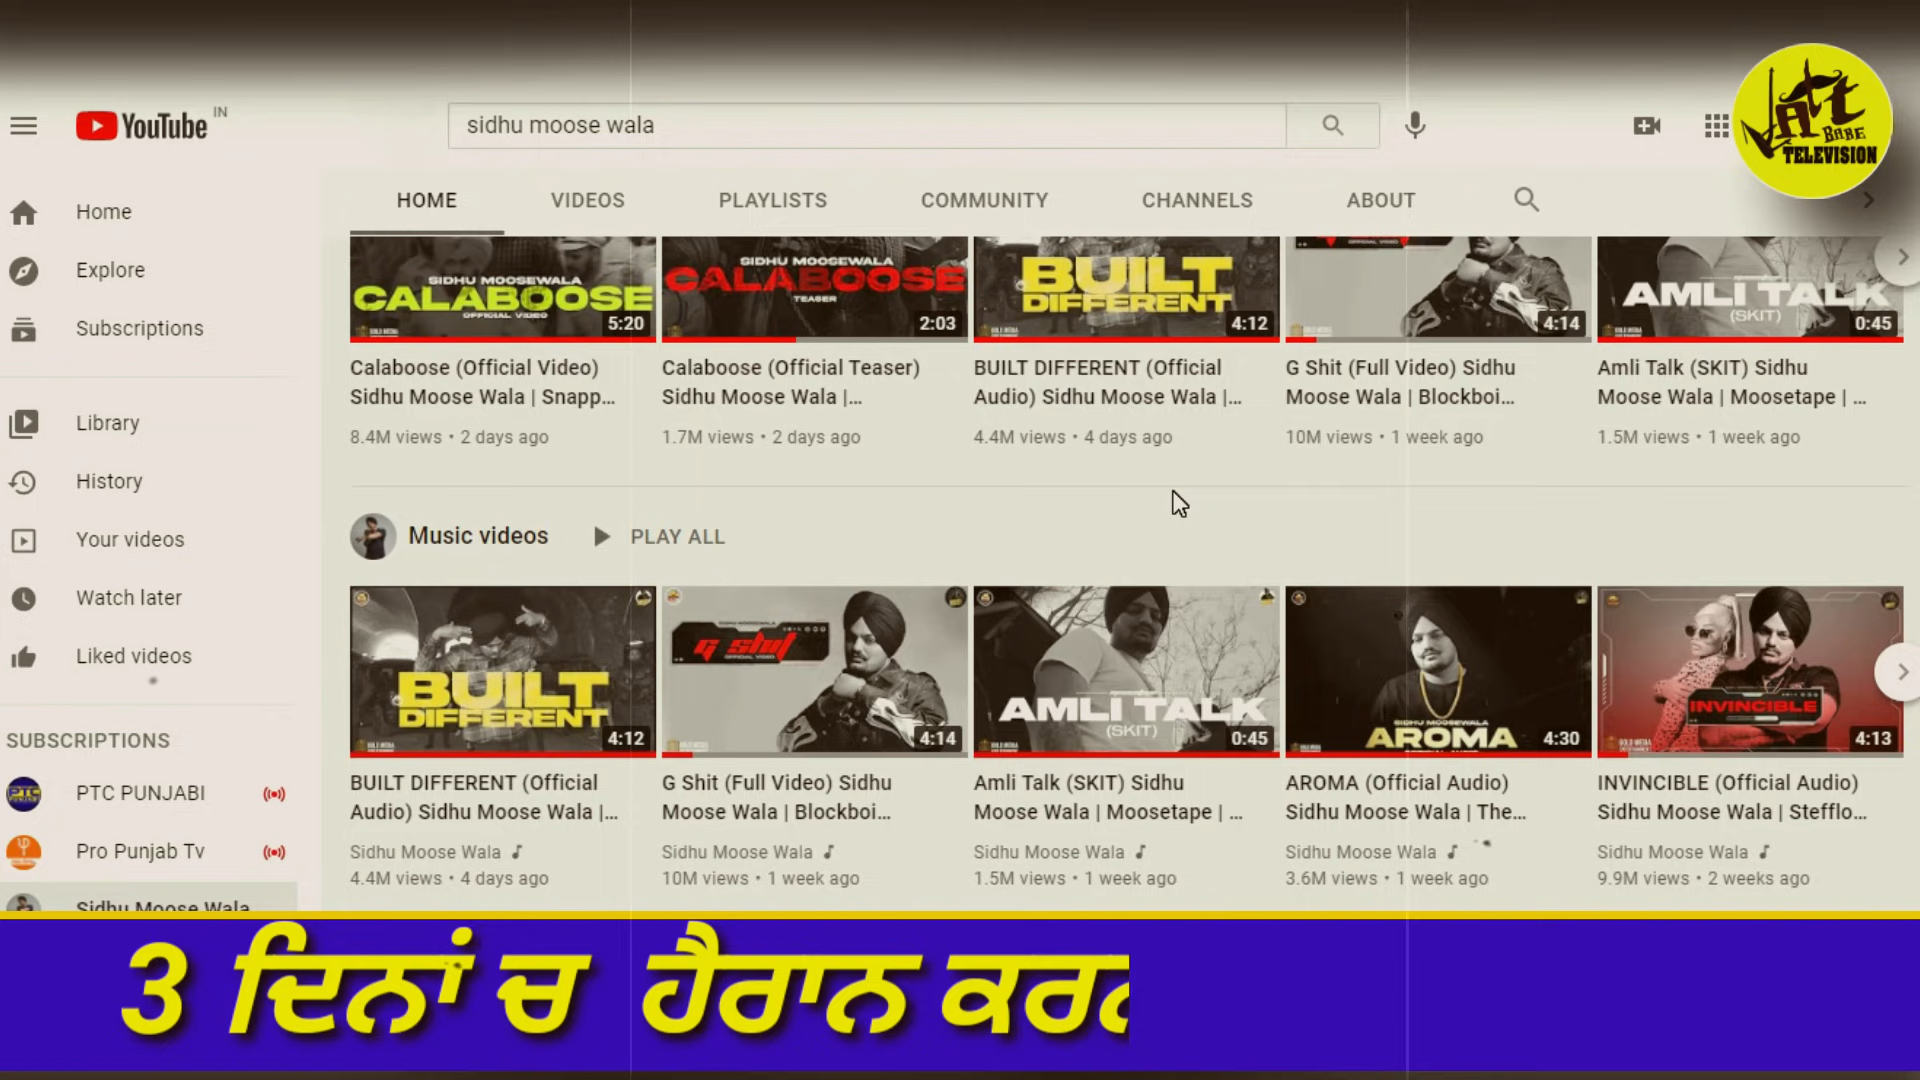 YouTube IN
sidhu moose wala
Jatt
BABE
TELEVISION
Home
Explore
Subscriptions
Library
History
Your videos
Watch later
Liked videos
SUBSCRIPTIONS
PTC PUNJABI
Pro Punjab Tv
Sidhu Moose Wala
HOME VIDEOS PLAYLISTS COMMUNITY CHANNELS ABOUT
SIDHU MOOSEWALA
CALABOOSE
OFFICIAL VIDEO
5:20
SIDHU MOOSEWALA
CALABOOSE
TEASER
2:03
BUILT
DIFFERENT
4:12
OFFICIAL VIDEO
4:14
AMLI TALK
(SKIT)
0:45
Calaboose (Official Video)
Sidhu Moose Wala | Snapp...
8.4M views • 2 days ago
Calaboose (Official Teaser)
Sidhu Moose Wala |...
1.7M views • 2 days ago
BUILT DIFFERENT (Official
Audio) Sidhu Moose Wala |...
4.4M views • 4 days ago
G Shit (Full Video) Sidhu
Moose Wala | Blockboi...
10M views • 1 week ago
Amli Talk (SKIT) Sidhu
Moose Wala | Moosetape | ...
1.5M views • 1 week ago
Music videos PLAY ALL
BUILT
DIFFERENT
4:12
G Shit
OFFICIAL VIDEO
4:14
AMLI TALK
(SKIT)
0:45
SIDHU MOOSEWALA
AROMA
4:30
INVINCIBLE
4:13
BUILT DIFFERENT (Official
Audio) Sidhu Moose Wala |...
Sidhu Moose Wala
4.4M views • 4 days ago
G Shit (Full Video) Sidhu
Moose Wala | Blockboi...
Sidhu Moose Wala
10M views • 1 week ago
Amli Talk (SKIT) Sidhu
Moose Wala | Moosetape | ...
Sidhu Moose Wala
1.5M views • 1 week ago
AROMA (Official Audio)
Sidhu Moose Wala | The...
Sidhu Moose Wala
3.6M views • 1 week ago
INVINCIBLE (Official Audio)
Sidhu Moose Wala | Stefflo...
Sidhu Moose Wala
9.9M views • 2 weeks ago
3 ਦਿਨਾਂ ਚ ਹੈਰਾਨ